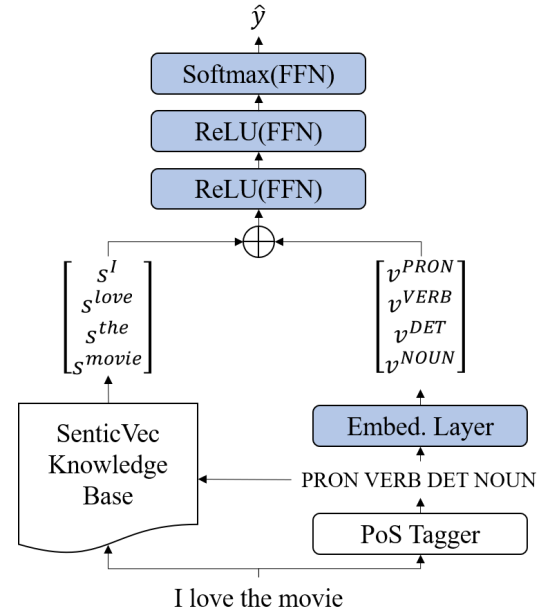 ŷ
Softmax(FFN)
ReLU(FFN)
ReLU(FFN)
s^I
s^love
s^the
s^movie
v^PRON
v^VERB
v^DET
v^NOUN
SenticVec
Knowledge
Base
Embed. Layer
PRON VERB DET NOUN
PoS Tagger
I love the movie